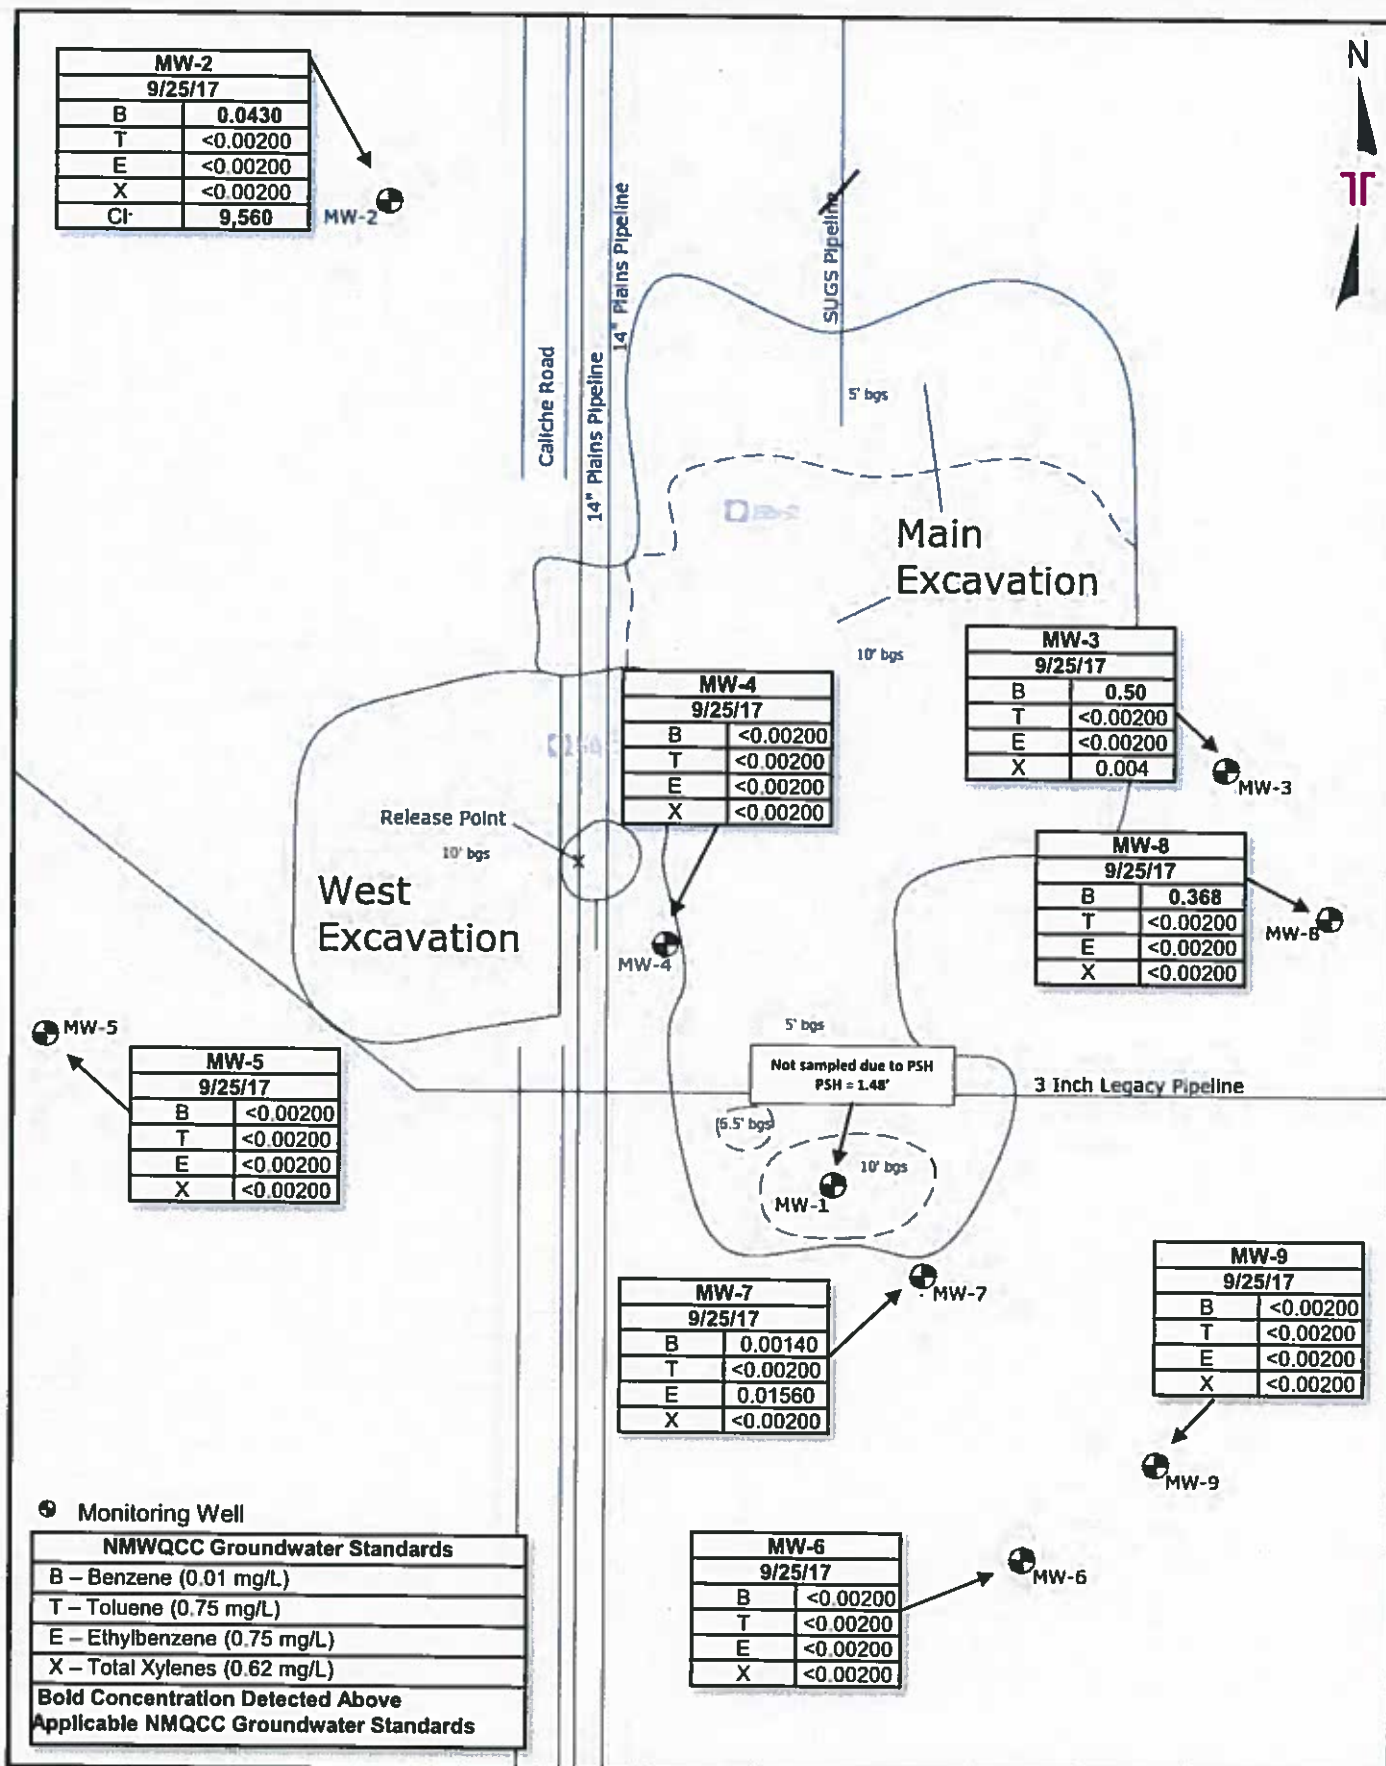 N
MW-2
9/25/17
B 0.0430
T <0.00200
E <0.00200
X <0.00200
Cl- 9,560
MW-2
14" Plains Pipeline
SUGS Pipeline
Caliche Road
14" Plains Pipeline
5' bgs
Main
Excavation
10' bgs
MW-3
9/25/17
B 0.50
T <0.00200
E <0.00200
X 0.004
MW-3
MW-4
9/25/17
B <0.00200
T <0.00200
E <0.00200
X <0.00200
MW-4
Release Point
10' bgs
West
Excavation
MW-8
9/25/17
B 0.368
T <0.00200
E <0.00200
X <0.00200
MW-8
MW-5
MW-5
9/25/17
B <0.00200
T <0.00200
E <0.00200
X <0.00200
5' bgs
Not sampled due to PSH
PSH = 1.48'
3 Inch Legacy Pipeline
6.5' bgs
10' bgs
MW-1
MW-7
9/25/17
B 0.00140
T <0.00200
E 0.01560
X <0.00200
MW-7
MW-9
9/25/17
B <0.00200
T <0.00200
E <0.00200
X <0.00200
MW-9
MW-6
9/25/17
B <0.00200
T <0.00200
E <0.00200
X <0.00200
MW-6
Monitoring Well
NMWQCC Groundwater Standards
B – Benzene (0.01 mg/L)
T – Toluene (0.75 mg/L)
E – Ethylbenzene (0.75 mg/L)
X – Total Xylenes (0.62 mg/L)
Bold Concentration Detected Above
Applicable NMQCC Groundwater Standards